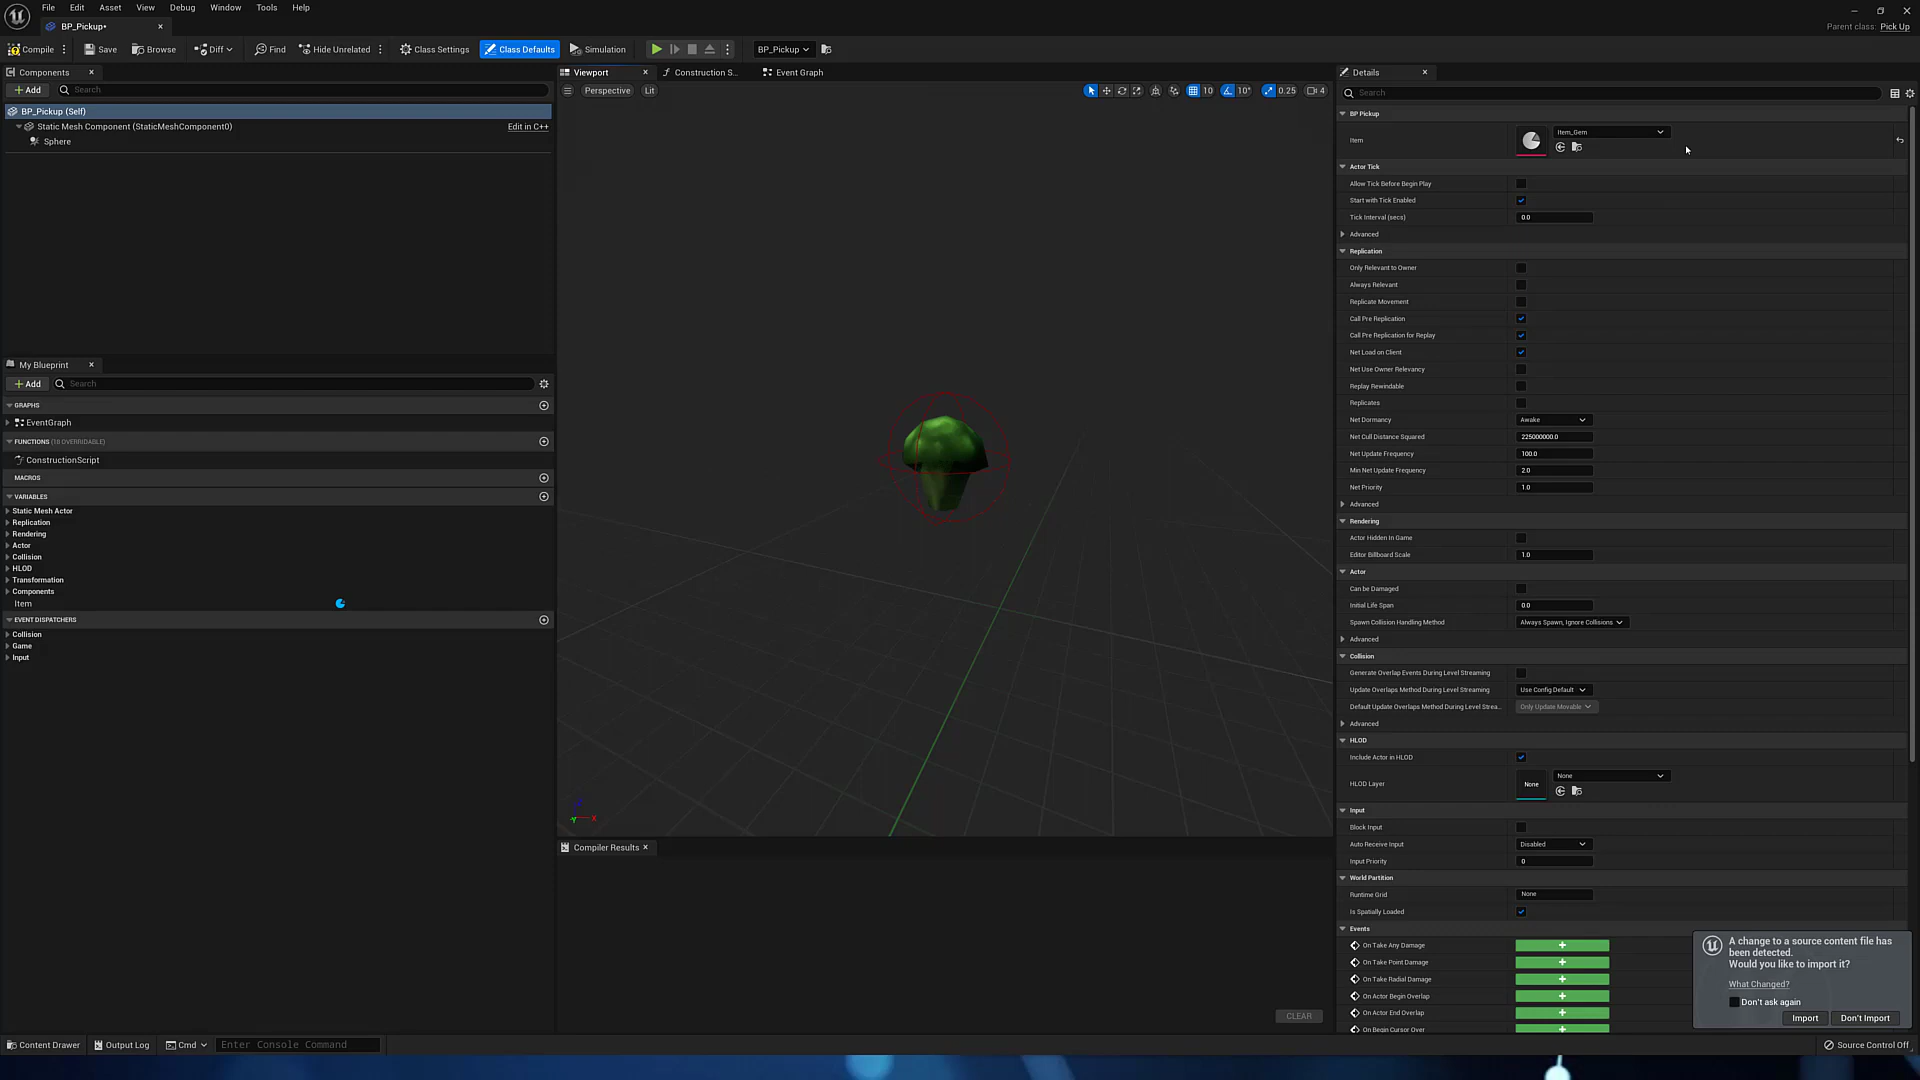 File Edit Asset View Debug Window Tools Help
BP_Pickup•
Parent class: Pick Up
Compile Save Browse Diff Find Hide Unrelated Class Settings Class Defaults Simulation BP_Pickup
Components
Add Search
BP_Pickup (Self)
Static Mesh Component (StaticMeshComponent0) Edit in C++
Sphere
My Blueprint
Add Search
GRAPHS
EventGraph
FUNCTIONS (18 OVERRIDABLE)
ConstructionScript
MACROS
VARIABLES
Static Mesh Actor
Replication
Rendering
Actor
Collision
HLOD
Transformation
Components
Item
EVENT DISPATCHERS
Collision
Game
Input
Viewport Construction S... Event Graph
Perspective Lit 10 10° 0.25 4
Compiler Results
CLEAR
Details
Search
BP Pickup
Item Item_Gem
Actor Tick
Allow Tick Before Begin Play
Start with Tick Enabled
Tick Interval (secs) 0.0
Advanced
Replication
Only Relevant to Owner
Always Relevant
Replicate Movement
Call Pre Replication
Call Pre Replication for Replay
Net Load on Client
Net Use Owner Relevancy
Replay Rewindable
Replicates
Net Dormancy Awake
Net Cull Distance Squared 225000000.0
Net Update Frequency 100.0
Min Net Update Frequency 2.0
Net Priority 1.0
Advanced
Rendering
Actor Hidden In Game
Editor Billboard Scale 1.0
Actor
Can be Damaged
Initial Life Span 0.0
Spawn Collision Handling Method Always Spawn, Ignore Collisions
Advanced
Collision
Generate Overlap Events During Level Streaming
Update Overlaps Method During Level Streaming Use Config Default
Default Update Overlaps Method During Level Strea... Only Update Movable
Advanced
HLOD
Include Actor in HLOD
HLOD Layer None None
Input
Block Input
Auto Receive Input Disabled
Input Priority 0
World Partition
Runtime Grid None
Is Spatially Loaded
Events
On Take Any Damage
On Take Point Damage
On Take Radial Damage
On Actor Begin Overlap
On Actor End Overlap
On Begin Cursor Over
A change to a source content file has
been detected.
Would you like to import it?
What Changed?
Don't ask again
Import Don't Import
Content Drawer Output Log Cmd Enter Console Command Source Control Off